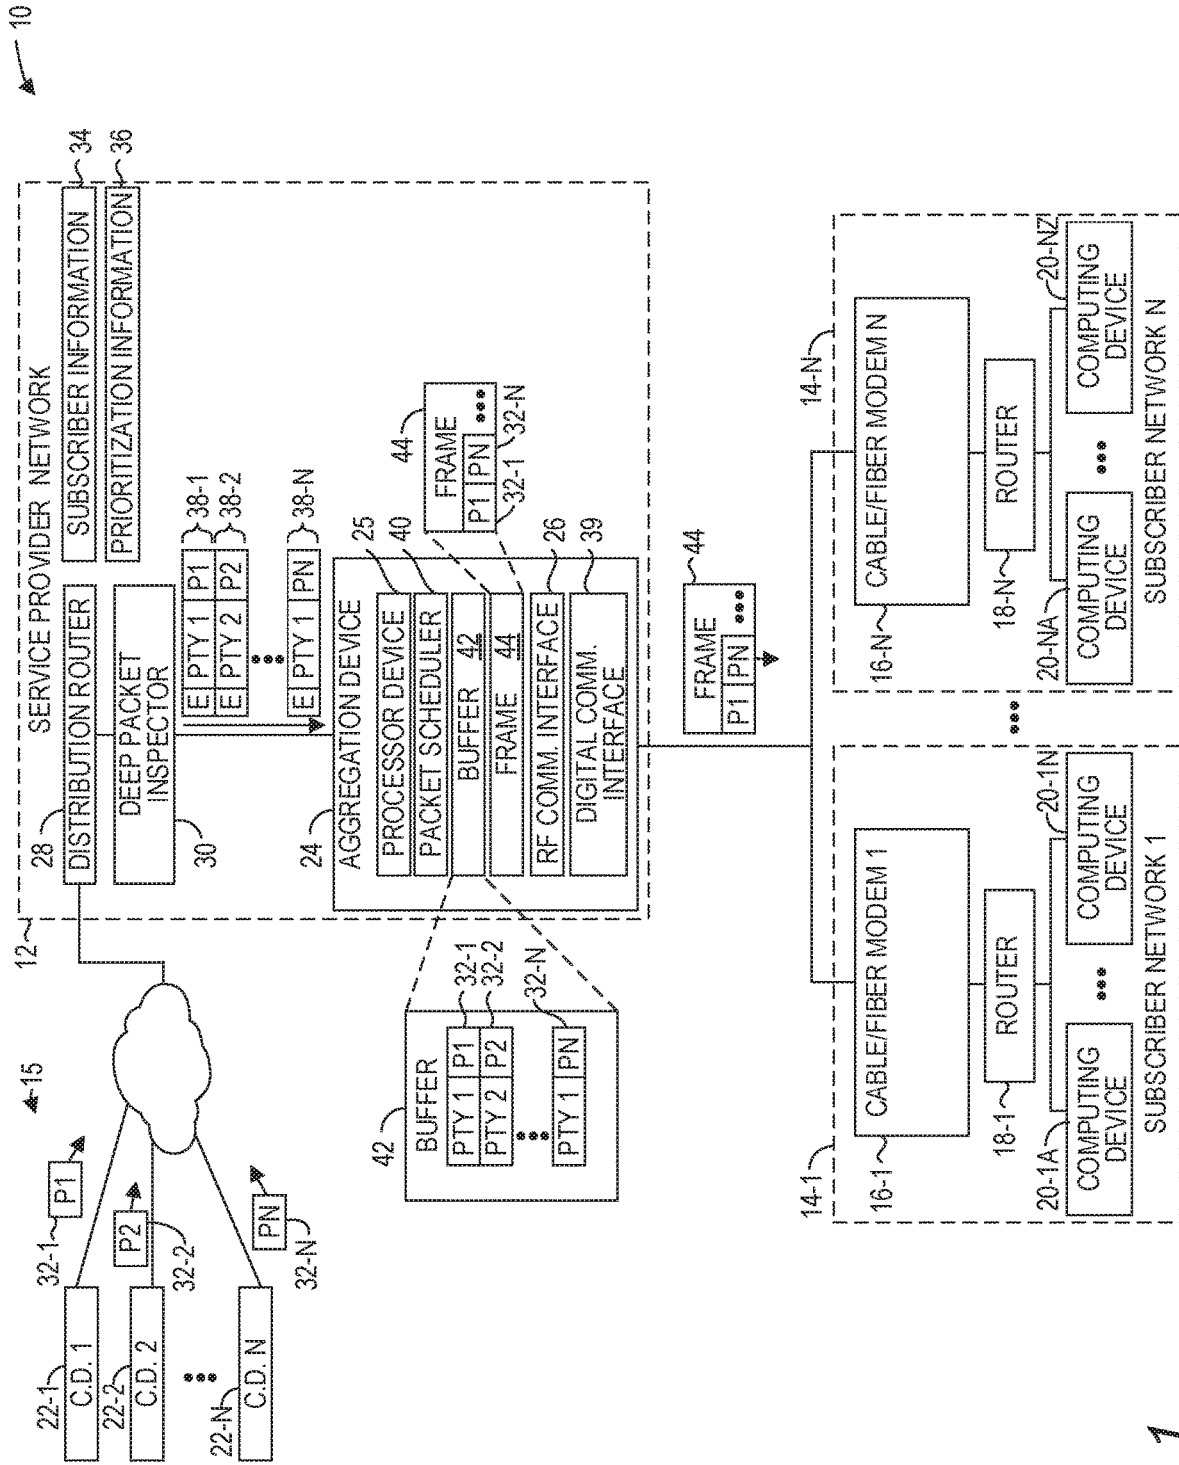 10
15
SERVICE PROVIDER NETWORK
12
28
DISTRIBUTION ROUTER
SUBSCRIBER INFORMATION
34
PRIORITIZATION INFORMATION
36
DEEP PACKET
INSPECTOR
30
22-1
C.D. 1
32-1
P1
22-2
C.D. 2
P2
32-2
22-N
C.D. N
PN
32-N
E PTY 1 P1
38-1
E PTY 2 P2
38-2
E PTY 1 PN
38-N
24
AGGREGATION DEVICE
PROCESSOR DEVICE
25
PACKET SCHEDULER
40
BUFFER 42
FRAME 44
RF COMM. INTERFACE
26
DIGITAL COMM.
INTERFACE
39
44
FRAME
P1 PN
32-1
32-N
42
BUFFER
PTY 1 P1
32-1
PTY 2 P2
32-2
PTY 1 PN
32-N
FRAME
P1 PN
44
14-1
CABLE/FIBER MODEM 1
16-1
ROUTER
18-1
20-1A
COMPUTING
DEVICE
20-1N
COMPUTING
DEVICE
SUBSCRIBER NETWORK 1
14-N
CABLE/FIBER MODEM N
16-N
ROUTER
18-N
20-NA
COMPUTING
DEVICE
20-NZ
COMPUTING
DEVICE
SUBSCRIBER NETWORK N
1